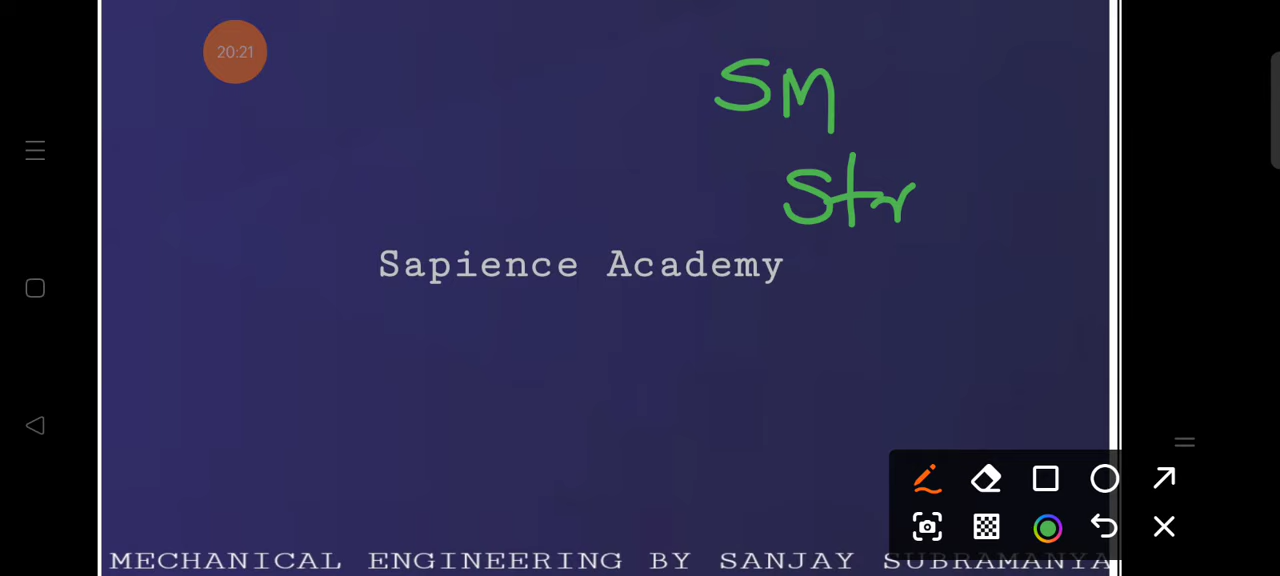 20:21
SM
Str
Sapience Academy
MECHANICAL ENGINEERING BY SANJAY SUBRAMANYA